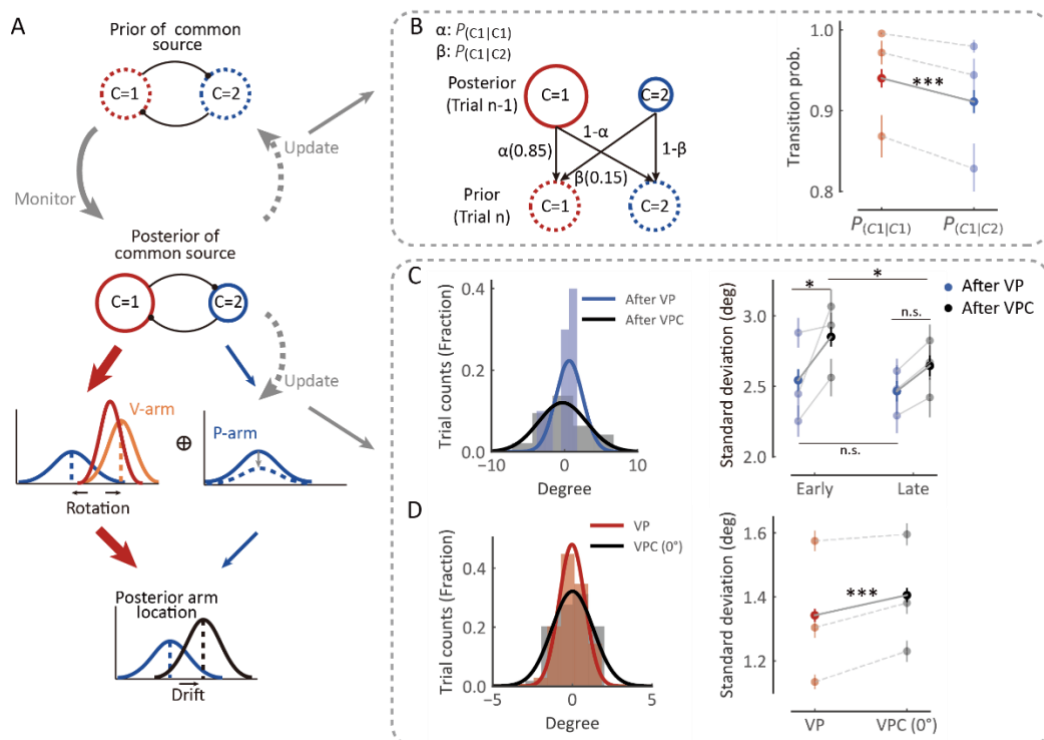 A
Prior of common
source
C=1
C=2
Monitor
Update
Posterior of
common source
C=1
C=2
Update
V-arm
P-arm
⊕
Rotation
Posterior arm
location
Drift
B
α: P(C1|C1)
β: P(C1|C2)
Posterior
(Trial n-1)
C=1
C=2
1-α
α(0.85)
1-β
β(0.15)
Prior
(Trial n)
C=1
C=2
Transition prob.
1.0
0.9
0.8
***
P(C1|C1)
P(C1|C2)
C
Trial counts (Fraction)
0.4
0.2
0.0
After VP
After VPC
-10
0
10
Degree
Standard deviation (deg)
3.0
2.5
2.0
*
*
n.s.
n.s.
After VP
After VPC
Early
Late
D
Trial counts (Fraction)
0.4
0.2
0.0
VP
VPC (0°)
-5
0
5
Degree
Standard deviation (deg)
1.6
1.4
1.2
***
VP
VPC (0°)